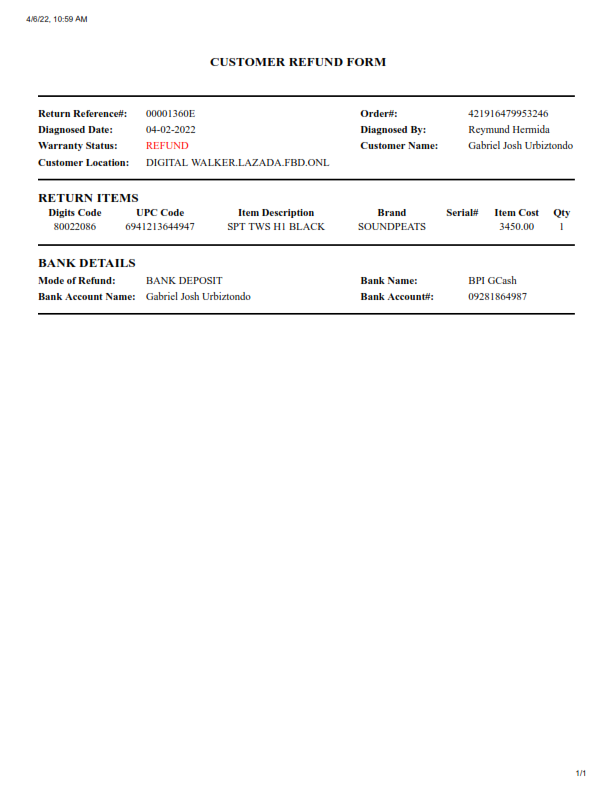 4/6/22, 10:59 AM
CUSTOMER REFUND FORM
Return Reference#: 00001360E Order#: 421916479953246
Diagnosed Date: 04-02-2022 Diagnosed By: Reymund Hermida
Warranty Status: REFUND Customer Name: Gabriel Josh Urbiztondo
Customer Location: DIGITAL WALKER.LAZADA.FBD.ONL
RETURN ITEMS
Digits Code UPC Code Item Description Brand Serial# Item Cost Qty
80022086 6941213644947 SPT TWS H1 BLACK SOUNDPEATS 3450.00 1
BANK DETAILS
Mode of Refund: BANK DEPOSIT Bank Name: BPI GCash
Bank Account Name: Gabriel Josh Urbiztondo Bank Account#: 09281864987
1/1